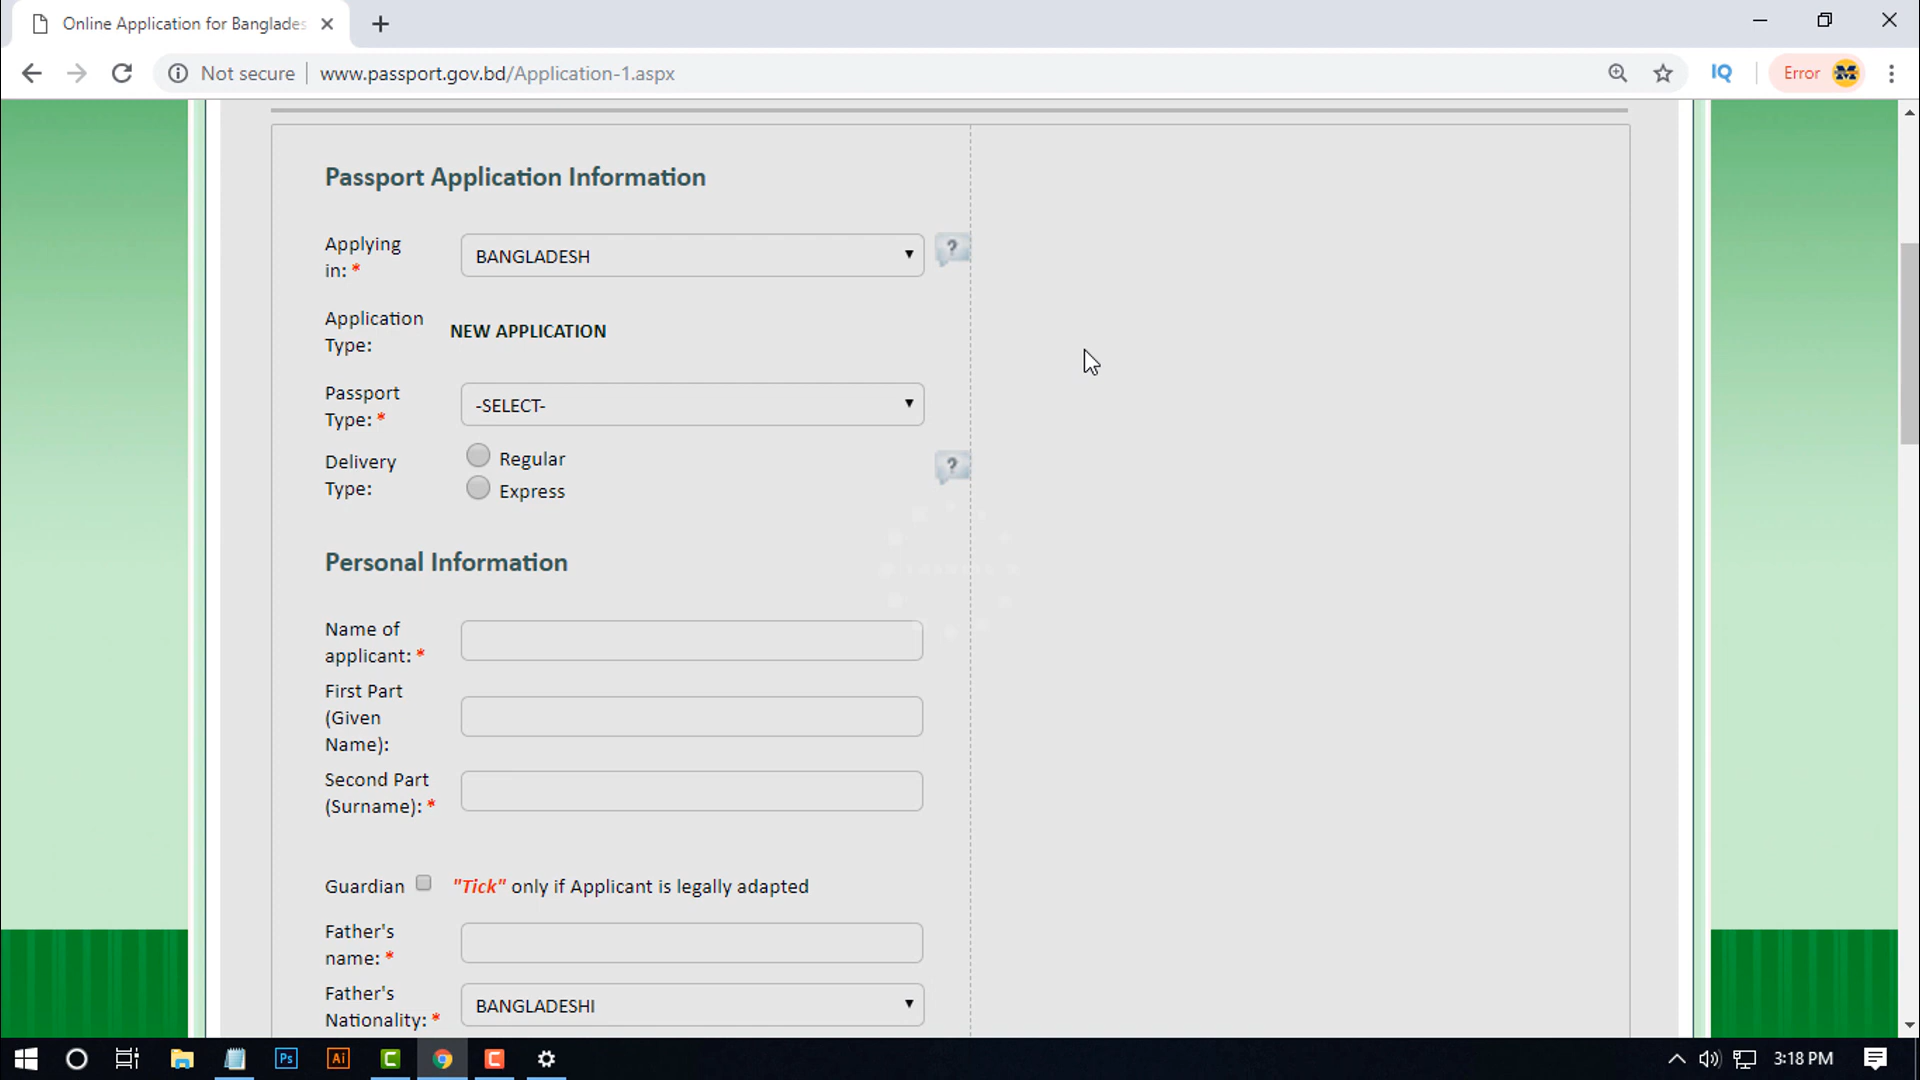 Online Application for Banglades
Not secure
www.passport.gov.bd/Application-1.aspx
IQ
Error
Passport Application Information
Applying
in: *
BANGLADESH
?
Application
Type:
NEW APPLICATION
Passport
Type: *
-SELECT-
Delivery
Type:
Regular
Express
?
Personal Information
Name of
applicant: *
First Part
(Given
Name):
Second Part
(Surname): *
Guardian
"Tick" only if Applicant is legally adapted
Father's
name: *
Father's
Nationality: *
BANGLADESHI
Ps
Ai
C
C
3:18 PM